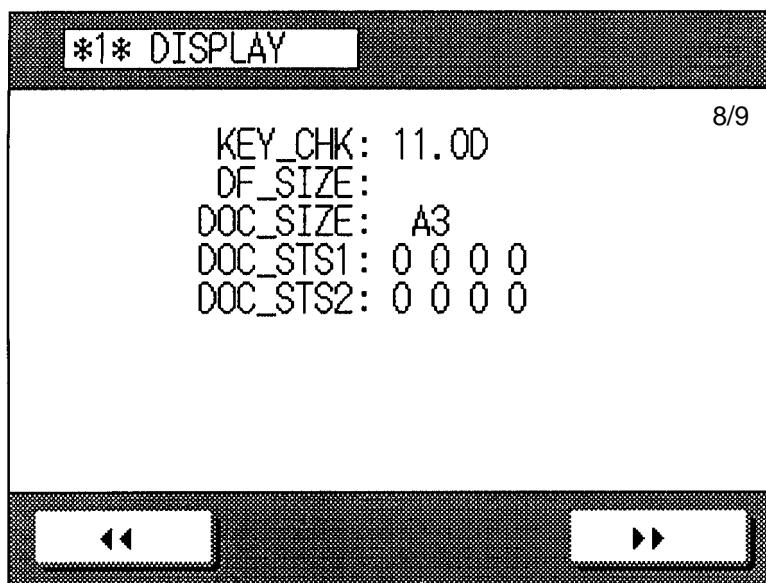 *1* DISPLAY
8/9
KEY_CHK: 11.0D
DF_SIZE:
DOC_SIZE: A3
DOC_STS1: 0 0 0 0
DOC_STS2: 0 0 0 0